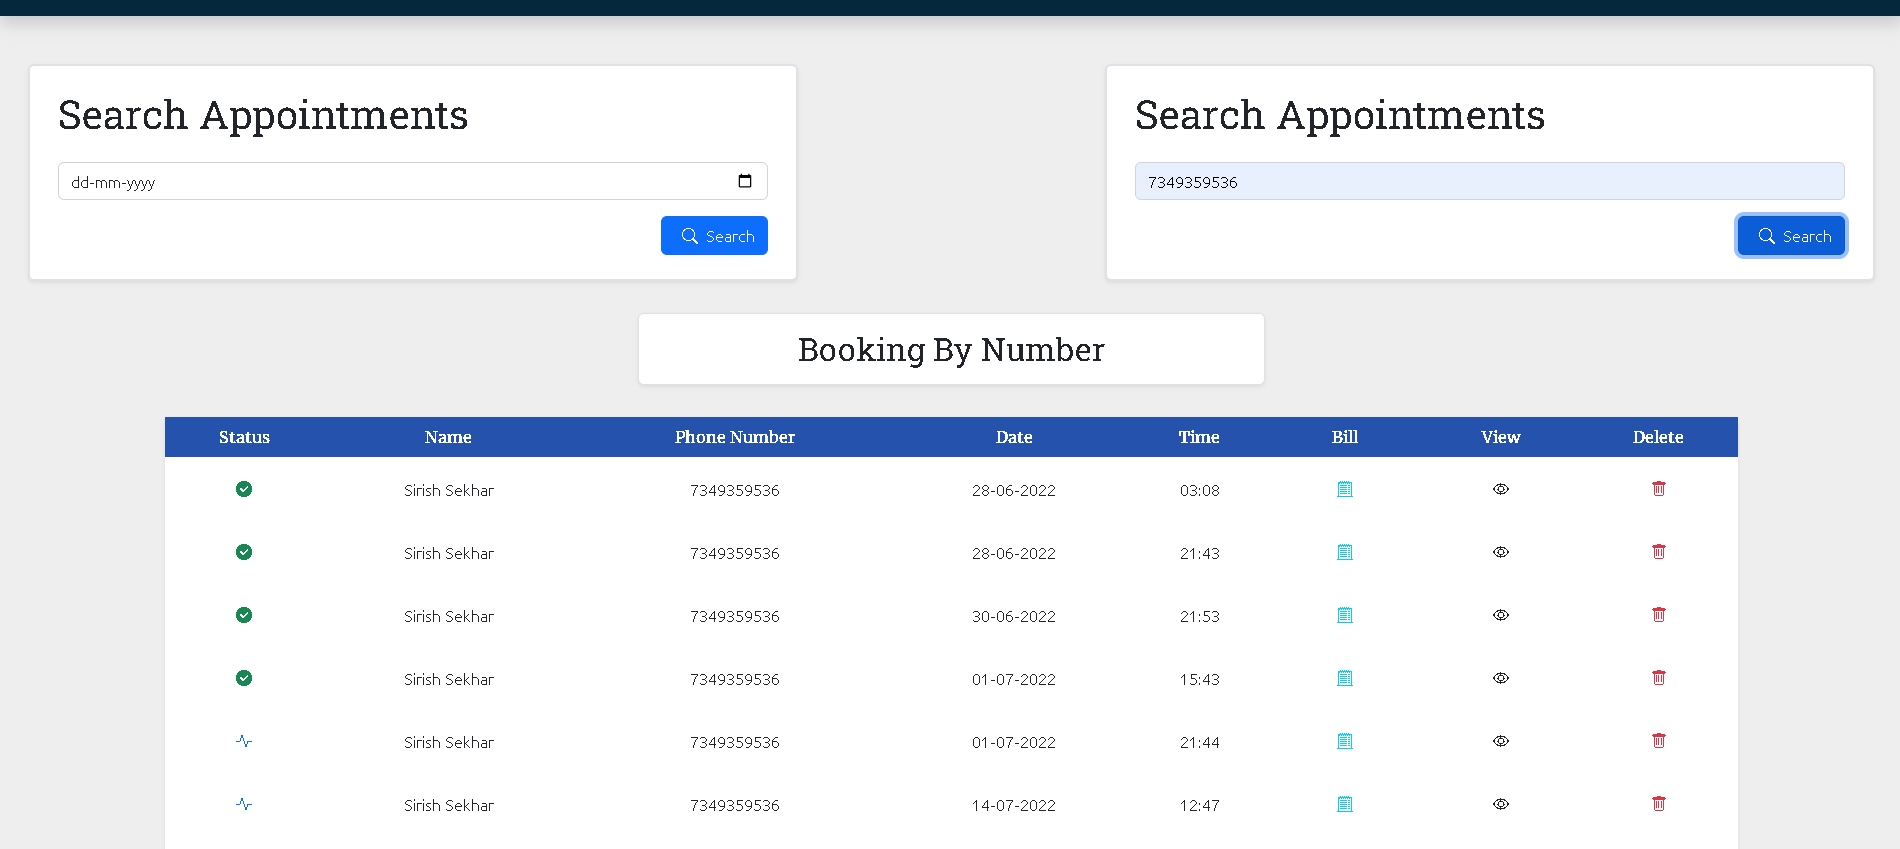 Search Appointments
dd-mm-yyyy
Search
Search Appointments
7349359536
Search
Booking By Number
Status Name Phone Number Date Time Bill View Delete
Sirish Sekhar 7349359536 28-06-2022 03:08
Sirish Sekhar 7349359536 28-06-2022 21:43
Sirish Sekhar 7349359536 30-06-2022 21:53
Sirish Sekhar 7349359536 01-07-2022 15:43
Sirish Sekhar 7349359536 01-07-2022 21:44
Sirish Sekhar 7349359536 14-07-2022 12:47